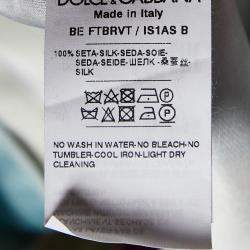 DOLCE & GABBANA
Made in Italy
BE FTBRVT / IS1AS B
100% SETA-SILK-SEDA-SOIE-
SEDA-SEIDE-ШЕЛК - 桑蚕丝-
SILK
NO WASH IN WATER-NO BLEACH-NO
TUMBLER-COOL IRON-LIGHT DRY
CLEANING